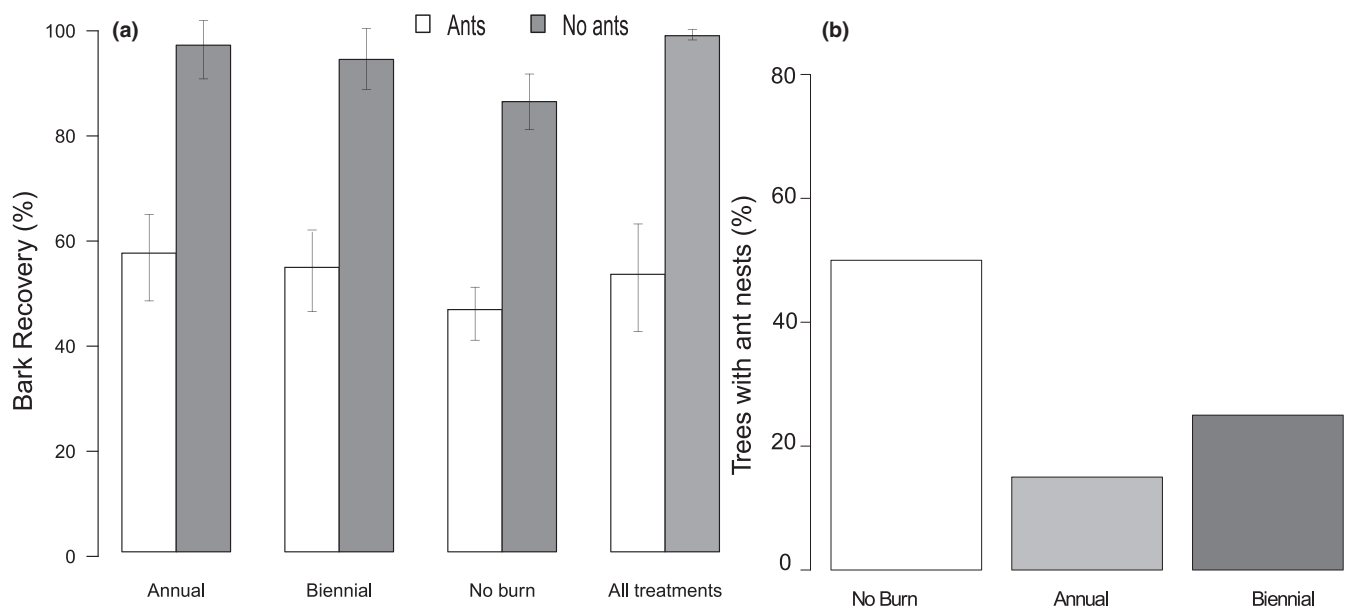 (a)
Ants
No ants
Bark Recovery (%)
100
80
60
40
20
0
Annual
Biennial
No burn
All treatments
(b)
Trees with ant nests (%)
80
60
40
20
0
No Burn
Annual
Biennial